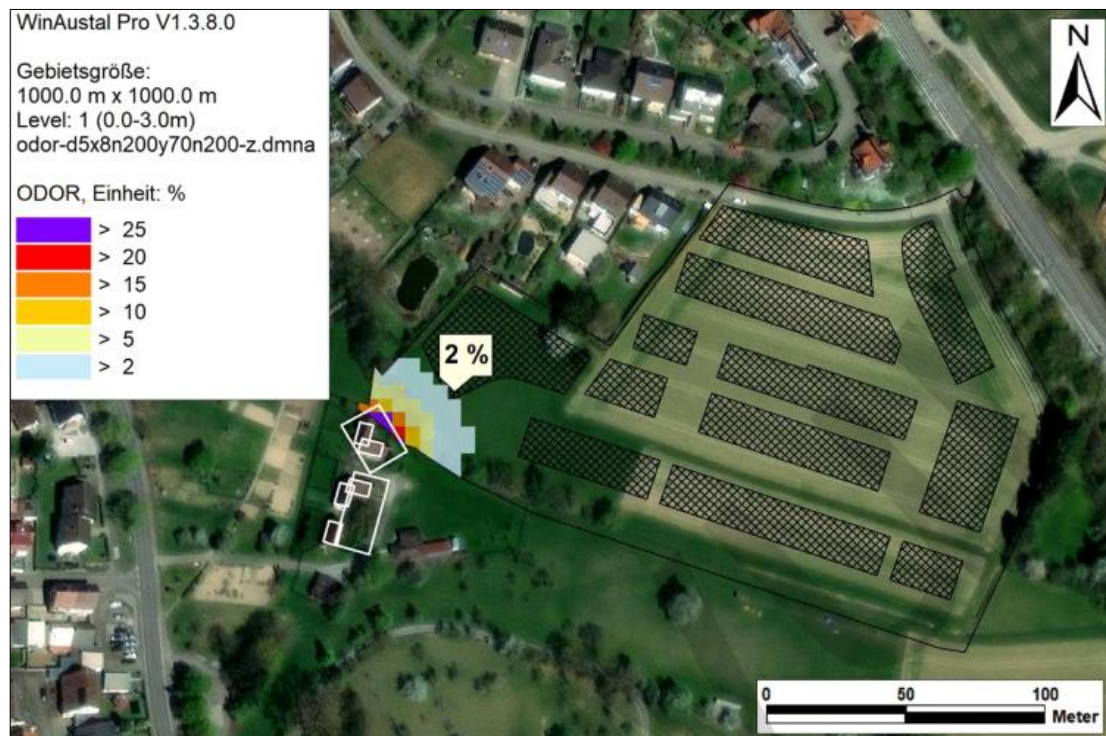 WinAustal Pro V1.3.8.0
Gebietsgröße:
1000.0 m x 1000.0 m
Level: 1 (0.0-3.0m)
odor-d5x8n200y70n200-z.dmna
ODOR, Einheit: %
> 25
> 20
> 15
> 10
> 5
> 2
N
2 %
0 50 100
Meter